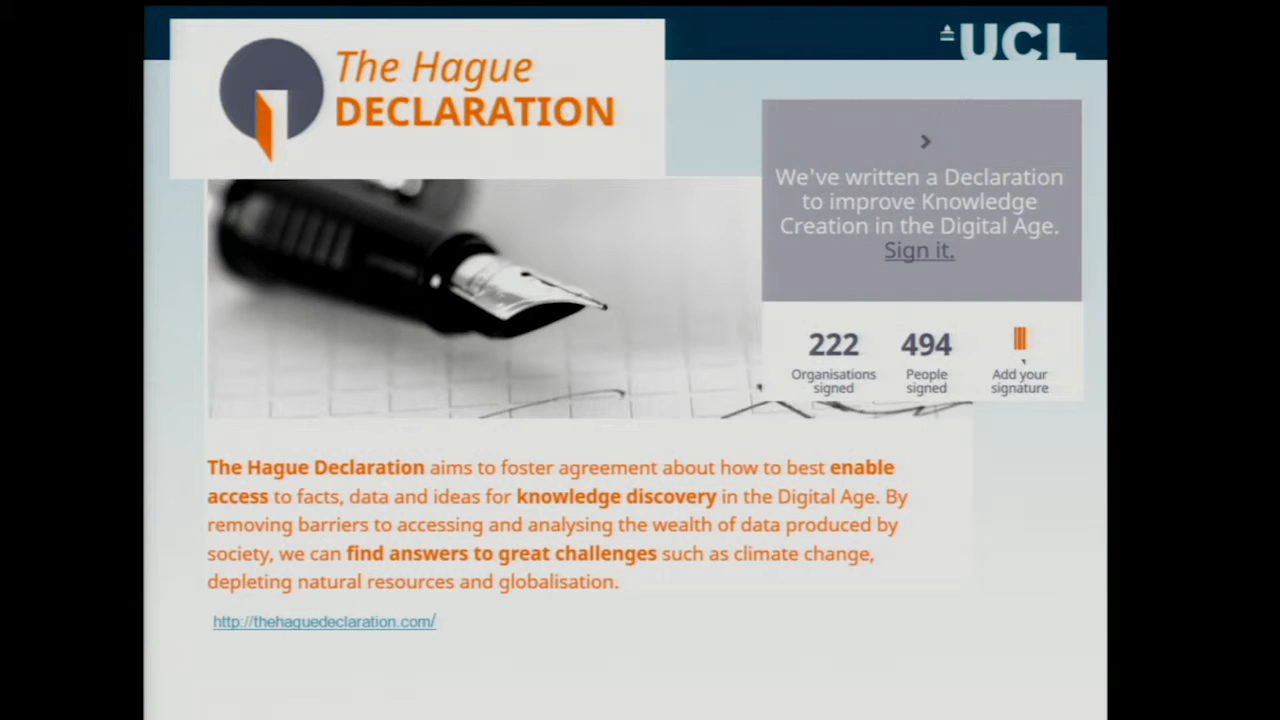 The Hague
DECLARATION
UCL
We've written a Declaration
to improve Knowledge
Creation in the Digital Age.
Sign it.
222
Organisations
signed
494
People
signed
Add your
signature
The Hague Declaration aims to foster agreement about how to best enable
access to facts, data and ideas for knowledge discovery in the Digital Age. By
removing barriers to accessing and analysing the wealth of data produced by
society, we can find answers to great challenges such as climate change,
depleting natural resources and globalisation.
http://thehaguedeclaration.com/